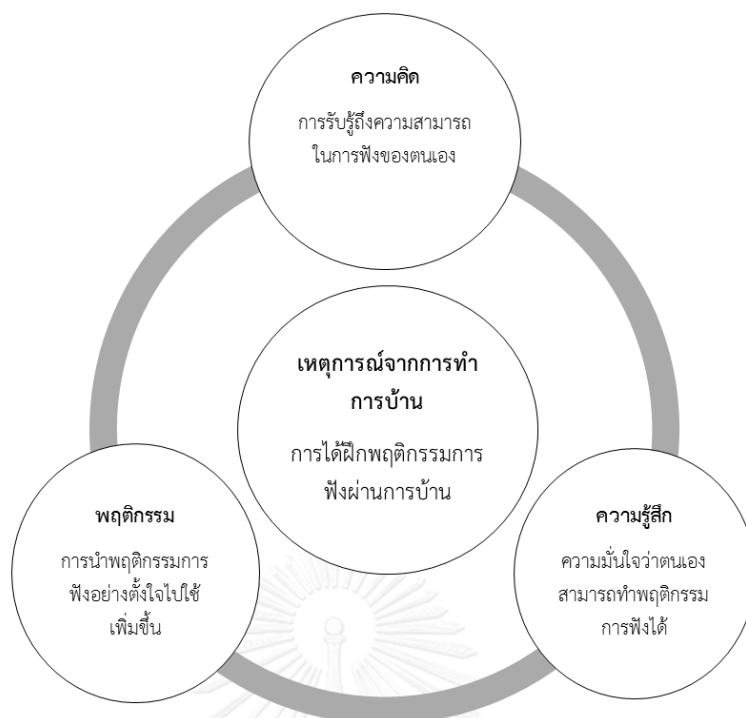 ความคิด
การรับรู้ถึงความสามารถ
ในการฟังของตนเอง
เหตุการณ์จากการทำ
การบ้าน
การได้ฝึกพฤติกรรมการ
ฟังผ่านการบ้าน
พฤติกรรม
การนำพฤติกรรมการ
ฟังอย่างตั้งใจไปใช้
เพิ่มขึ้น
ความรู้สึก
ความมั่นใจว่าตนเอง
สามารถทำพฤติกรรม
การฟังได้